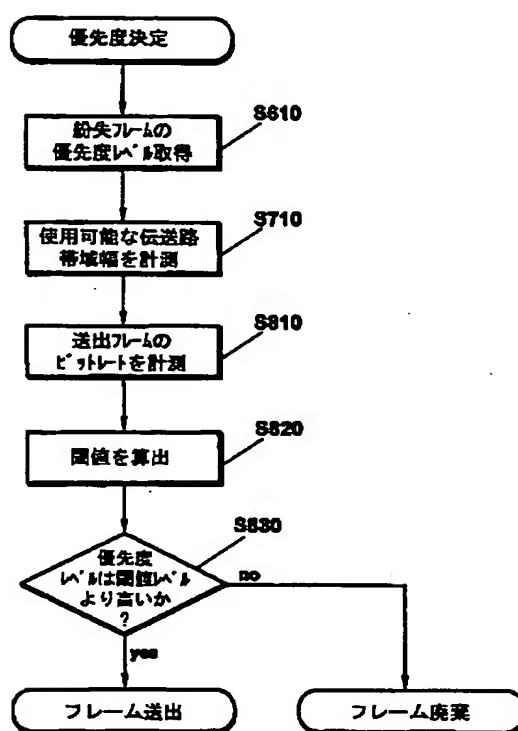 優先度決定
S610
紛失フレームの
優先度レベル取得
S710
使用可能な伝送路
帯域幅を計測
S810
送出フレームの
ビットレートを計測
S820
閾値を算出
S830
優先度
レベルは閾値レベル
より高いか
?
no
yes
フレーム送出
フレーム廃棄